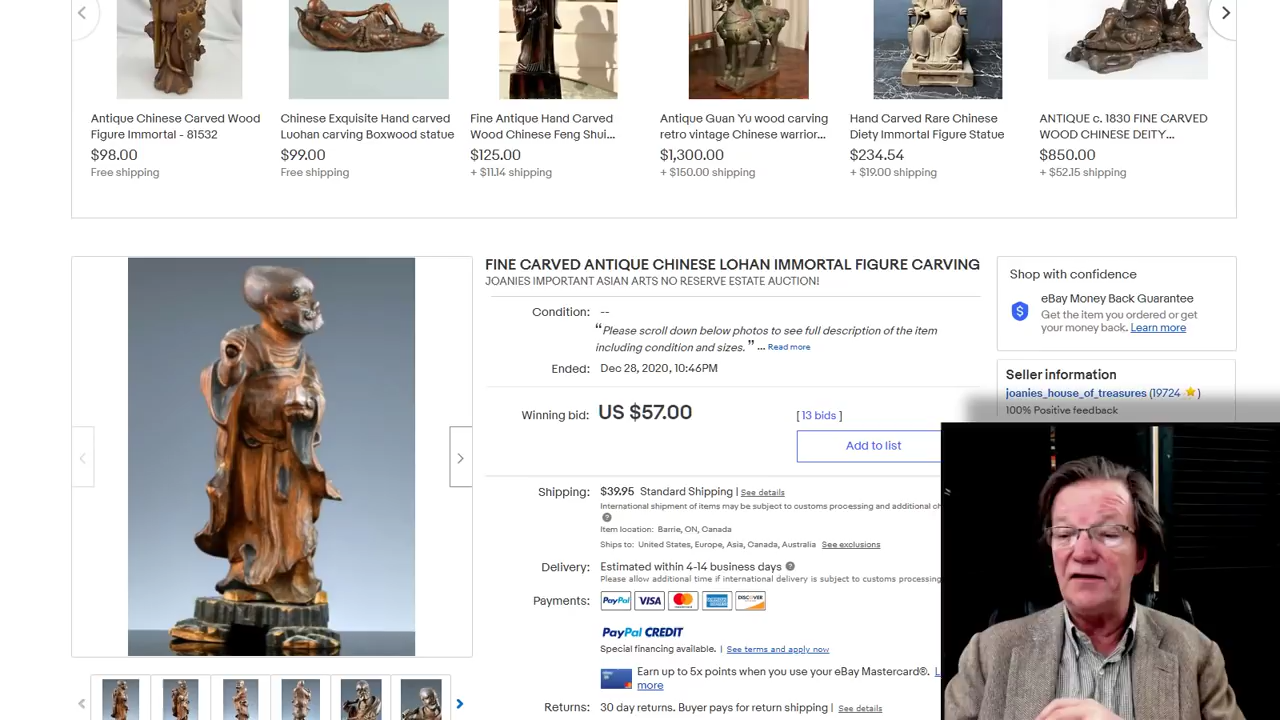 Antique Chinese Carved Wood
Figure Immortal - 81532
$98.00
Free shipping
Chinese Exquisite Hand carved
Luohan carving Boxwood statue
$99.00
Free shipping
Fine Antique Hand Carved
Wood Chinese Feng Shui...
$125.00
+ $11.14 shipping
Antique Guan Yu wood carving
retro vintage Chinese warrior...
$1,300.00
+ $150.00 shipping
Hand Carved Rare Chinese
Diety Immortal Figure Statue
$234.54
+ $19.00 shipping
ANTIQUE c. 1830 FINE CARVED
WOOD CHINESE DEITY...
$850.00
+ $52.15 shipping
FINE CARVED ANTIQUE CHINESE LOHAN IMMORTAL FIGURE CARVING
JOANIES IMPORTANT ASIAN ARTS NO RESERVE ESTATE AUCTION!
Condition: --
“Please scroll down below photos to see full description of the item
including condition and sizes. ” ... Read more
Ended: Dec 28, 2020, 10:46PM
Winning bid: US $57.00 [ 13 bids ]
Add to list
Shipping: $39.95 Standard Shipping | See details
International shipment of items may be subject to customs processing and additional ch
Item location: Barrie, ON, Canada
Ships to: United States, Europe, Asia, Canada, Australia See exclusions
Delivery: Estimated within 4-14 business days
Please allow additional time if international delivery is subject to customs processing
Payments: PayPal VISA MasterCard AMERICAN EXPRESS DISCOVER
PayPal CREDIT
Special financing available. | See terms and apply now
Earn up to 5x points when you use your eBay Mastercard®. L
more
Returns: 30 day returns. Buyer pays for return shipping | See details
Shop with confidence
eBay Money Back Guarantee
Get the item you ordered or get
your money back. Learn more
Seller information
joanies_house_of_treasures (19724 )
100% Positive feedback